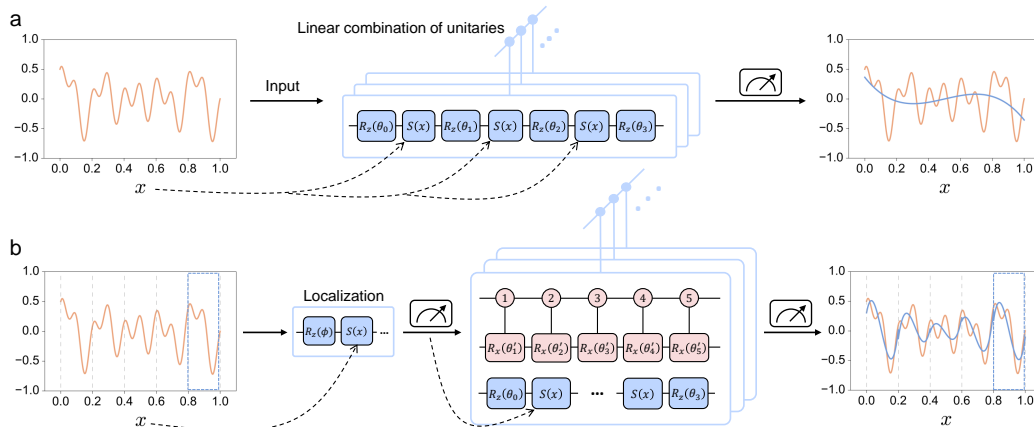 a
Linear combination of unitaries
1.0
0.5
0.0
−0.5
−1.0
0.0 0.2 0.4 0.6 0.8 1.0
x
Input
R_z(θ_0) S(x) R_z(θ_1) S(x) R_z(θ_2) S(x) R_z(θ_3)
1.0
0.5
0.0
−0.5
−1.0
0.0 0.2 0.4 0.6 0.8 1.0
x
b
1.0
0.5
0.0
−0.5
−1.0
0.0 0.2 0.4 0.6 0.8 1.0
x
Localization
R_z(ϕ) S(x) ...
1 2 3 4 5
R_x(θ′_1) R_x(θ′_2) R_x(θ′_3) R_x(θ′_4) R_x(θ′_5)
R_z(θ_0) S(x) ... S(x) R_z(θ_3)
1.0
0.5
0.0
−0.5
−1.0
0.0 0.2 0.4 0.6 0.8 1.0
x